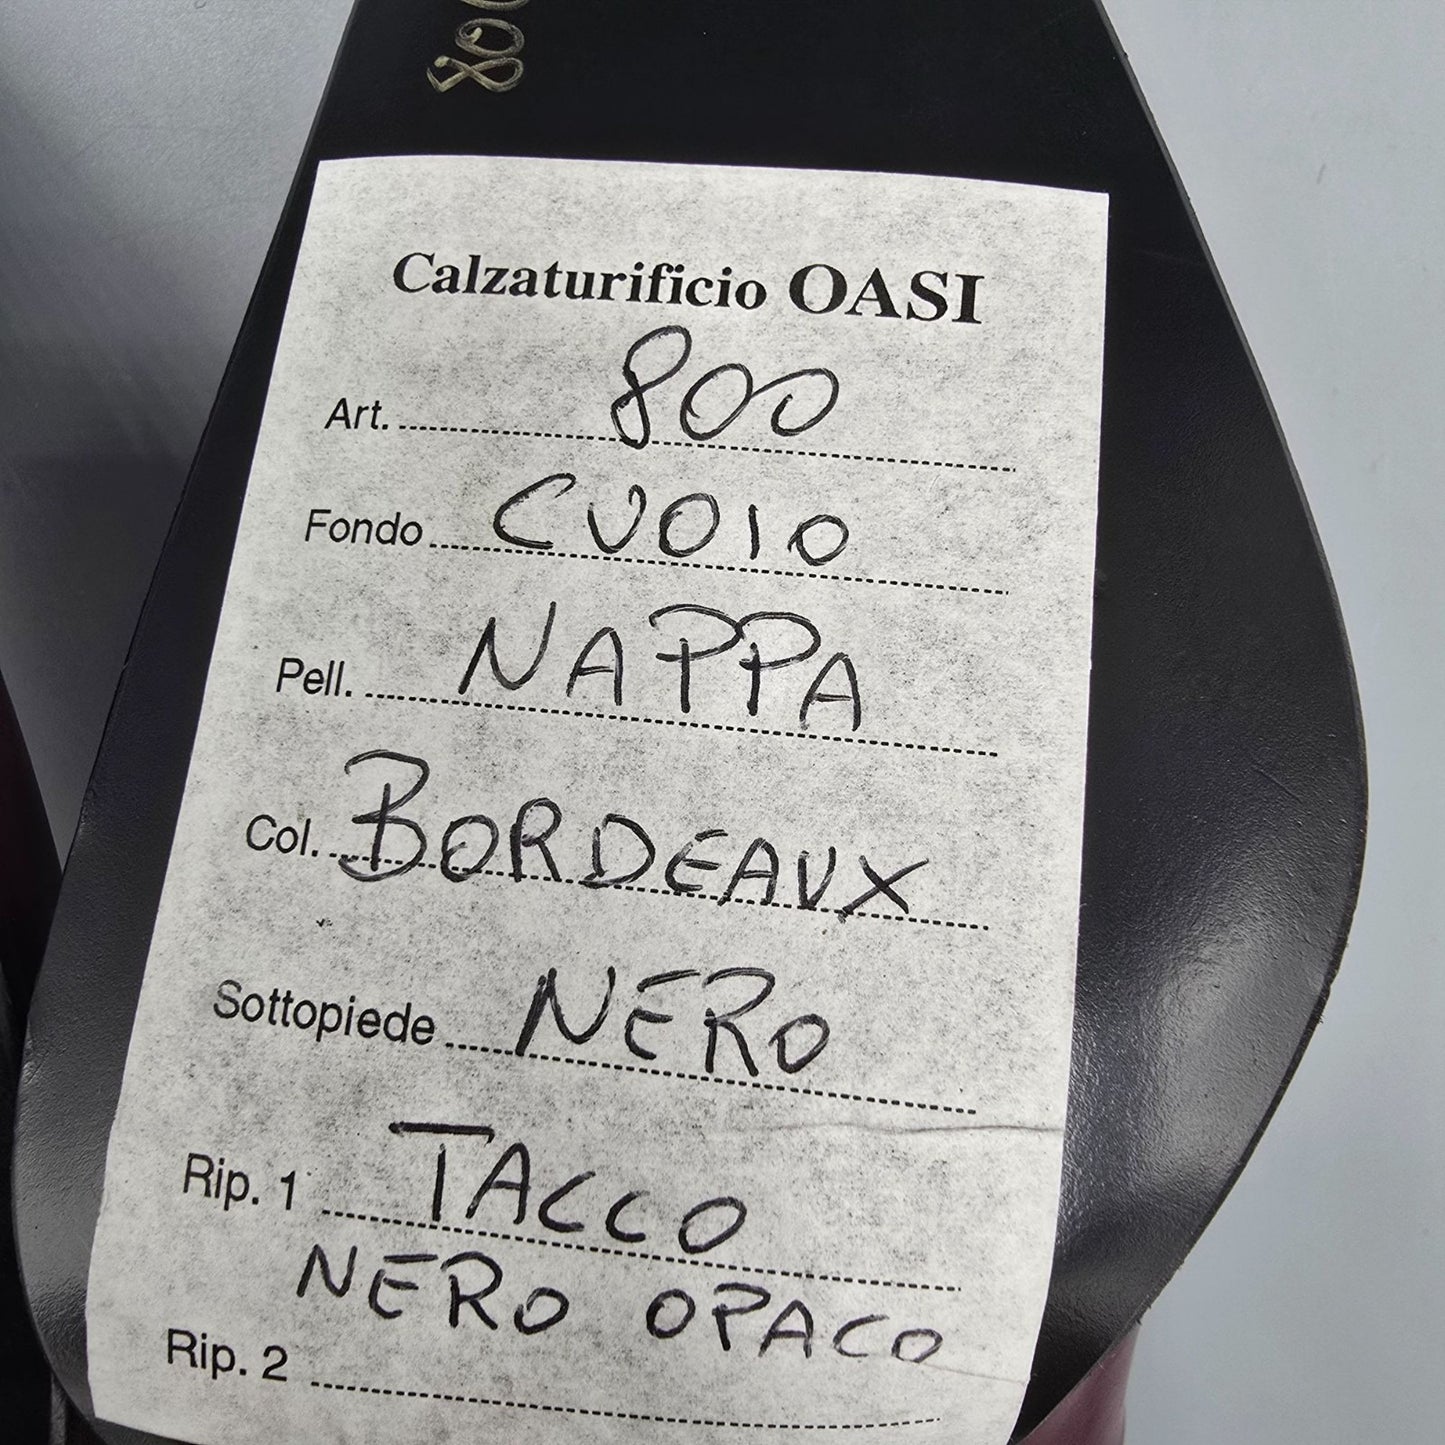 800
Calzaturificio OASI
Art. 800
Fondo CUOIO
Pell. NAPPA
Col. BORDEAUX
Sottopiede NERO
Rip. 1 TACCO
NERO OPACO
Rip. 2